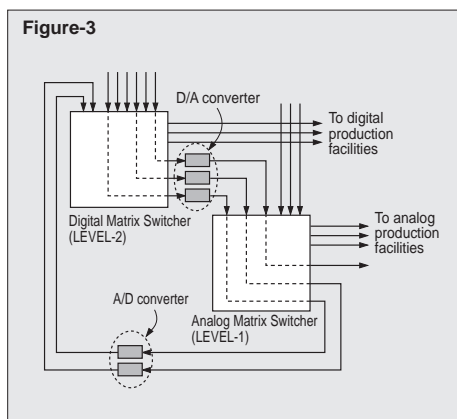 Figure-3
D/A converter
To digital
production
facilities
Digital Matrix Switcher
(LEVEL-2)
To analog
production
facilities
A/D converter
Analog Matrix Switcher
(LEVEL-1)